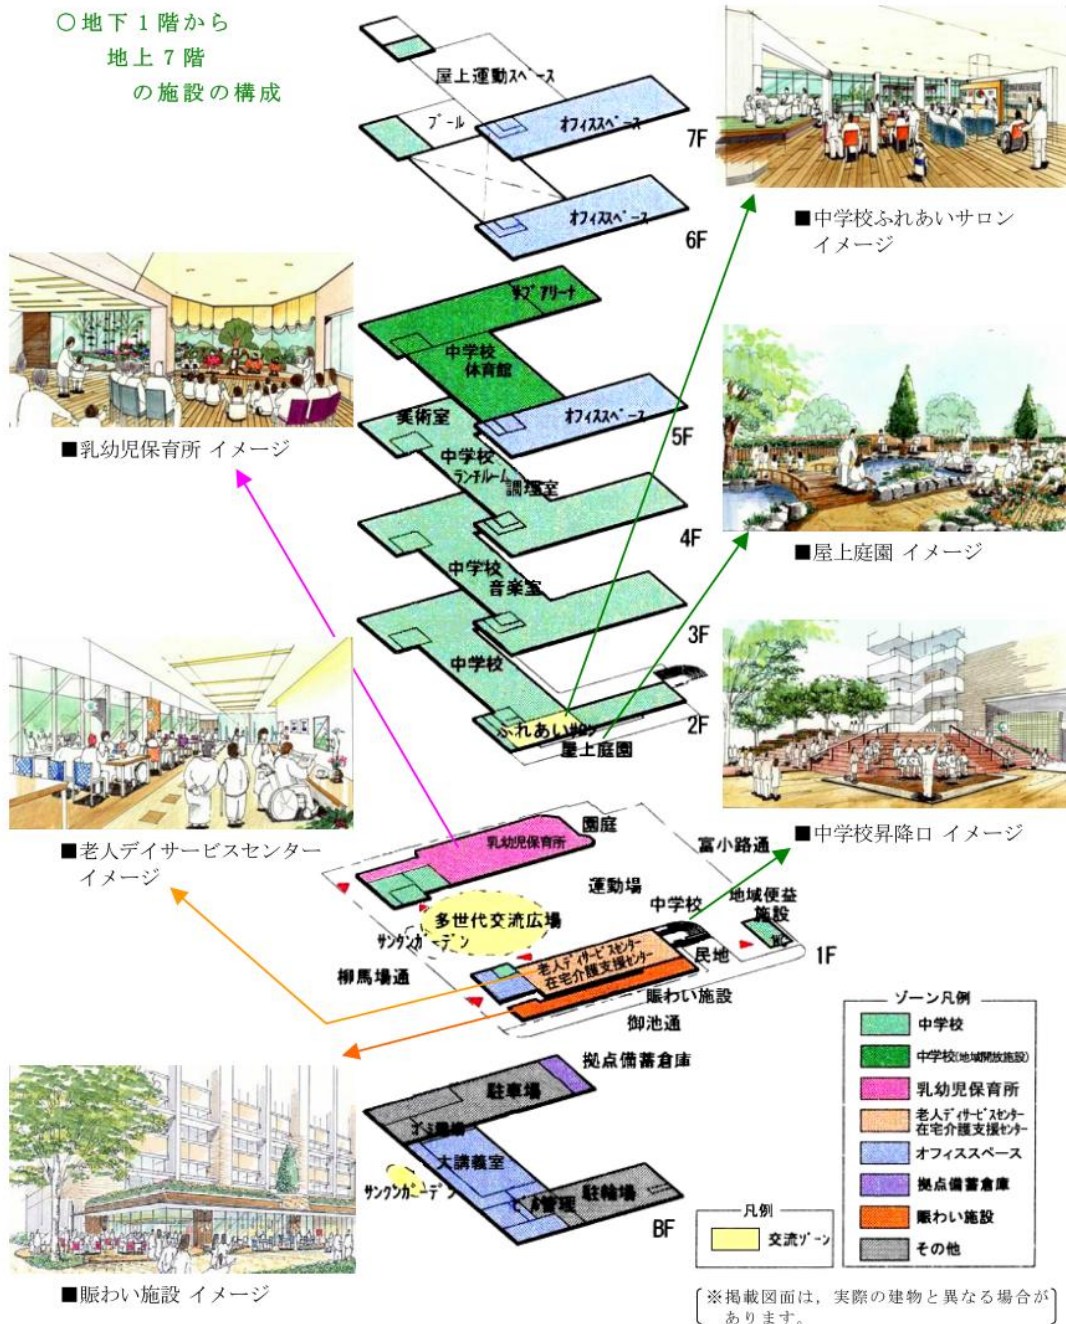 ○地下1階から
地上7階
の施設の構成
屋上運動スペース
プール
オフィススペース
7F
オフィススペース
6F
■中学校ふれあいサロン
イメージ
サブアリーナ
中学校
体育館
オフィススペース
5F
■乳幼児保育所 イメージ
美術室
中学校
ランチルーム
調理室
4F
■屋上庭園 イメージ
中学校
音楽室
3F
中学校
ふれあいサロン
屋上庭園
2F
■老人デイサービスセンター
イメージ
■中学校昇降口 イメージ
園庭
乳幼児保育所
富小路通
運動場
中学校
地域便益
施設
多世代交流広場
サンクンガーデン
老人デイサービスセンター
在宅介護支援センター
民地
1F
柳馬場通
賑わい施設
御池通
拠点備蓄倉庫
駐車場
ゴミ置場
大講義室
サンクンガーデン
ビル管理
駐輪場
BF
■賑わい施設 イメージ
凡例
交流ゾーン
ゾーン凡例
中学校
中学校(地域開放施設)
乳幼児保育所
老人デイサービスセンター
在宅介護支援センター
オフィススペース
拠点備蓄倉庫
賑わい施設
その他
※掲載図面は，実際の建物と異なる場合が
あります。